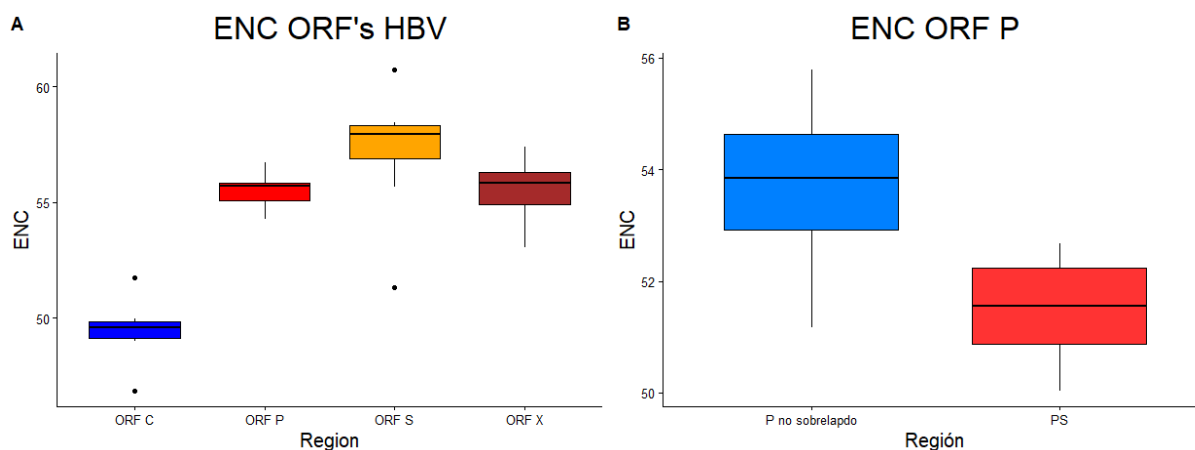 A
ENC ORF's HBV
ENC
60
55
50
ORF C
ORF P
ORF S
ORF X
Region
B
ENC ORF P
ENC
56
54
52
50
P no sobrelapdo
PS
Región